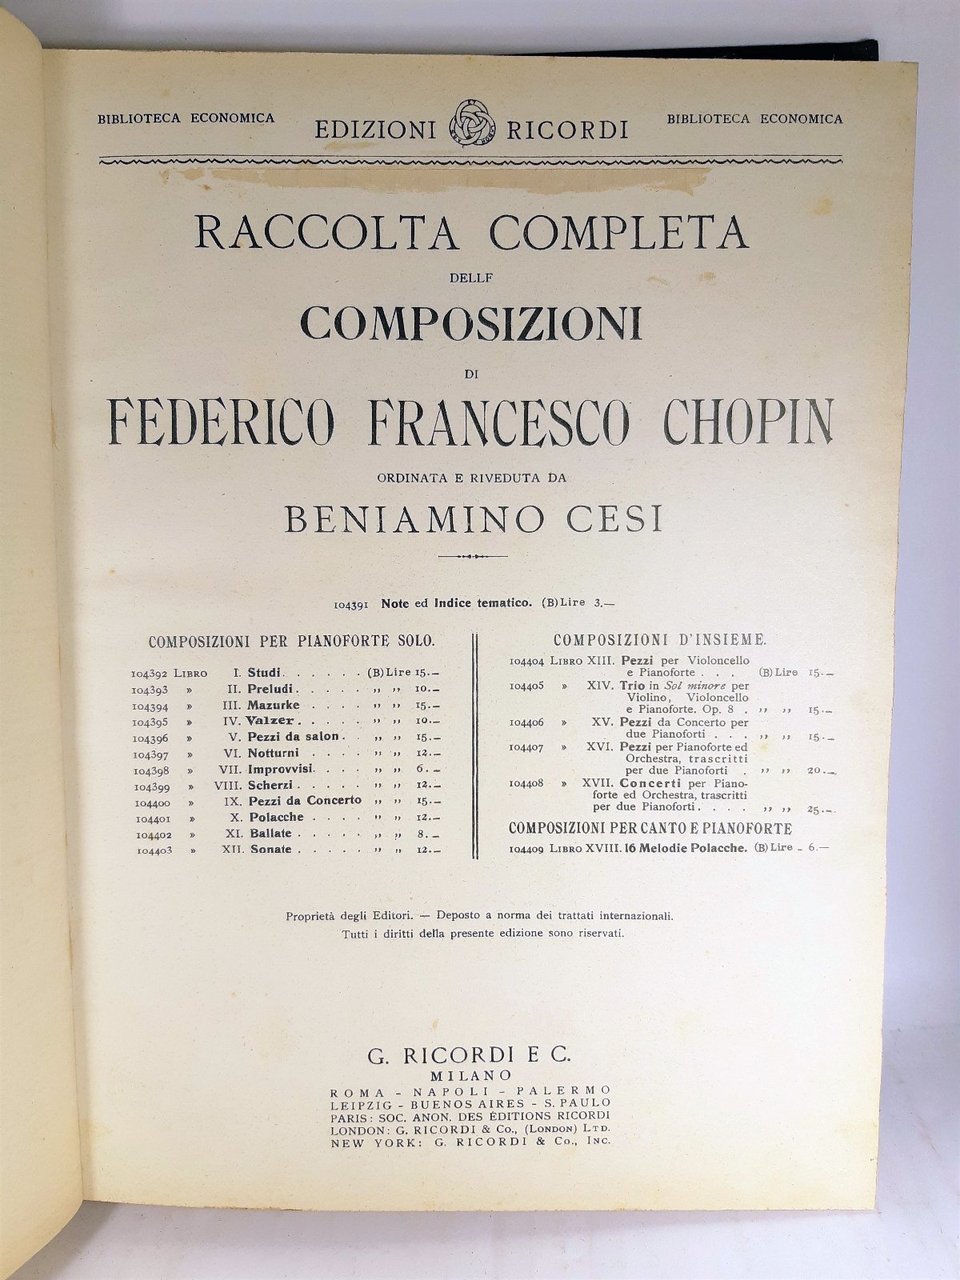 BIBLIOTECA ECONOMICA
EDIZIONI RICORDI
BIBLIOTECA ECONOMICA
RACCOLTA COMPLETA
DELLE
COMPOSIZIONI
DI
FEDERICO FRANCESCO CHOPIN
ORDINATA E RIVEDUTA DA
BENIAMINO CESI
104391 Note ed Indice tematico. (B) Lire 3.—
COMPOSIZIONI PER PIANOFORTE SOLO.
104392 LIBRO I. Studi. . . . . . (B) Lire 15.—
104393 » II. Preludi. . . . . . „ „ 10.—
104394 » III. Mazurke . . . . „ „ 15.—
104395 » IV. Valzer. . . . . „ „ 10.—
104396 » V. Pezzi da salon. . „ „ 15.—
104397 » VI. Notturni . . . . „ „ 12.—
104398 » VII. Improvvisi. . . . „ „ 6.—
104399 » VIII. Scherzi . . . . . „ „ 12.—
104400 » IX. Pezzi da Concerto „ „ 15.—
104401 » X. Polacche . . . . „ „ 12.—
104402 » XI. Ballate . . . . . „ „ 8.—
104403 » XII. Sonate . . . . . „ „ 12.—
COMPOSIZIONI D'INSIEME.
104404 LIBRO XIII. Pezzi per Violoncello
e Pianoforte . . . (B) Lire 15.—
104405 » XIV. Trio in Sol minore per
Violino, Violoncello
e Pianoforte. Op. 8 . „ „ 15.—
104406 » XV. Pezzi da Concerto per
due Pianoforti . . . „ „ 15.—
104407 » XVI. Pezzi per Pianoforte ed
Orchestra, trascritti
per due Pianoforti . „ „ 20.—
104408 » XVII. Concerti per Piano-
forte ed Orchestra, trascritti
per due Pianoforti. . . . „ „ 25.—
COMPOSIZIONI PER CANTO E PIANOFORTE
104409 LIBRO XVIII. 16 Melodie Polacche. (B) Lire 6.—
Proprietà degli Editori. — Deposto a norma dei trattati internazionali.
Tutti i diritti della presente edizione sono riservati.
G. RICORDI E C.
MILANO
ROMA - NAPOLI - PALERMO
LEIPZIG - BUENOS AIRES - S. PAULO
PARIS: SOC. ANON. DES ÉDITIONS RICORDI
LONDON: G. RICORDI & Co., (LONDON) LTD.
NEW YORK: G. RICORDI & Co., INC.